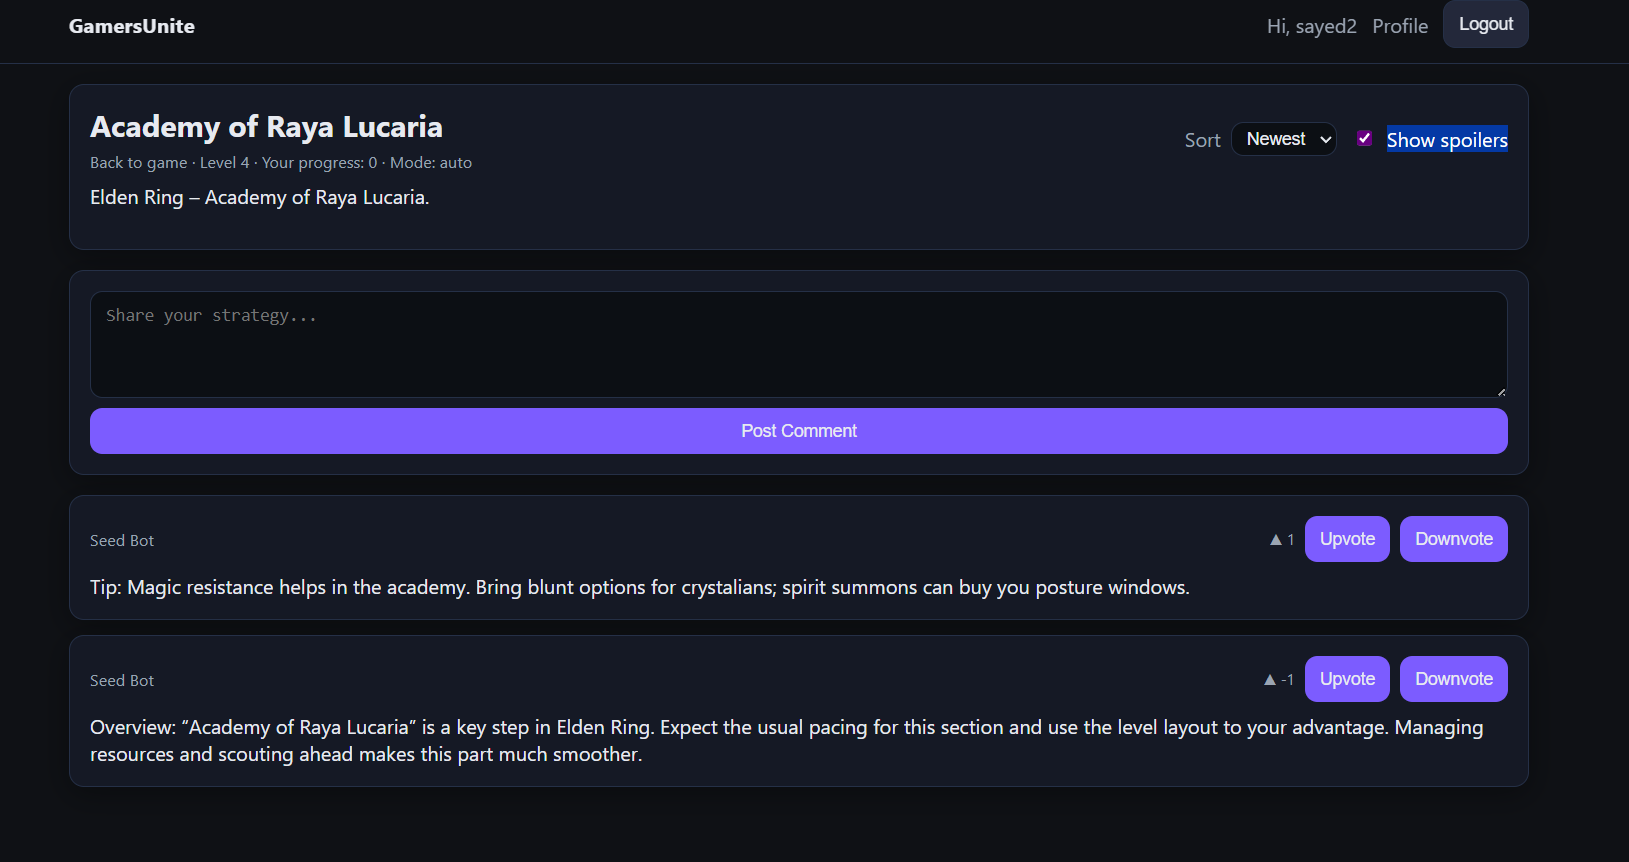 GamersUnite
Hi, sayed2 Profile Logout
Academy of Raya Lucaria
Sort Newest Show spoilers
Back to game · Level 4 · Your progress: 0 · Mode: auto
Elden Ring – Academy of Raya Lucaria.
Share your strategy...
Post Comment
Seed Bot
▲ 1 Upvote Downvote
Tip: Magic resistance helps in the academy. Bring blunt options for crystalians; spirit summons can buy you posture windows.
Seed Bot
▲ -1 Upvote Downvote
Overview: “Academy of Raya Lucaria” is a key step in Elden Ring. Expect the usual pacing for this section and use the level layout to your advantage. Managing
resources and scouting ahead makes this part much smoother.